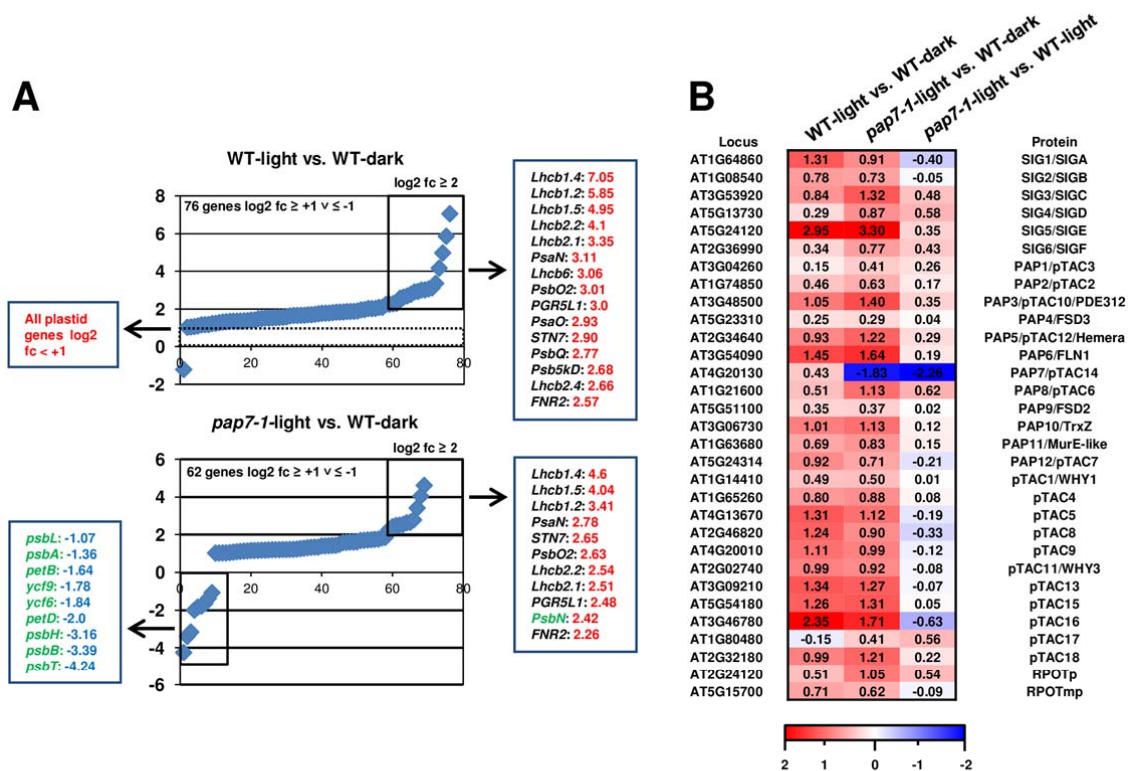 A
WT-light vs. WT-dark
log2 fc ≥ 2
76 genes log2 fc ≥ +1 ∨ ≤ -1
8
6
4
2
0
-2
0
20
40
60
80
All plastid
genes log2
fc < +1
Lhcb1.4: 7.05
Lhcb1.2: 5.85
Lhcb1.5: 4.95
Lhcb2.2: 4.1
Lhcb2.1: 3.35
PsaN: 3.11
Lhcb6: 3.06
PsbO2: 3.01
PGR5L1: 3.0
PsaO: 2.93
STN7: 2.90
PsbQ: 2.77
Psb5kD: 2.68
Lhcb2.4: 2.66
FNR2: 2.57
pap7-1-light vs. WT-dark
log2 fc ≥ 2
62 genes log2 fc ≥ +1 ∨ ≤ -1
6
4
2
0
-2
-4
-6
0
20
40
60
80
psbL: -1.07
psbA: -1.36
petB: -1.64
ycf9: -1.78
ycf6: -1.84
petD: -2.0
psbH: -3.16
psbB: -3.39
psbT: -4.24
Lhcb1.4: 4.6
Lhcb1.5: 4.04
Lhcb1.2: 3.41
PsaN: 2.78
STN7: 2.65
PsbO2: 2.63
Lhcb2.2: 2.54
Lhcb2.1: 2.51
PGR5L1: 2.48
PsbN: 2.42
FNR2: 2.26
B
WT-light vs. WT-dark
pap7-1-light vs. WT-dark
pap7-1-light vs. WT-light
Locus Protein
AT1G64860 1.31 0.91 -0.40 SIG1/SIGA
AT1G08540 0.78 0.73 -0.05 SIG2/SIGB
AT3G53920 0.84 1.32 0.48 SIG3/SIGC
AT5G13730 0.29 0.87 0.58 SIG4/SIGD
AT5G24120 2.95 3.30 0.35 SIG5/SIGE
AT2G36990 0.34 0.77 0.43 SIG6/SIGF
AT3G04260 0.15 0.41 0.26 PAP1/pTAC3
AT1G74850 0.46 0.63 0.17 PAP2/pTAC2
AT3G48500 1.05 1.40 0.35 PAP3/pTAC10/PDE312
AT5G23310 0.25 0.29 0.04 PAP4/FSD3
AT2G34640 0.93 1.22 0.29 PAP5/pTAC12/Hemera
AT3G54090 1.45 1.64 0.19 PAP6/FLN1
AT4G20130 0.43 -1.83 -2.26 PAP7/pTAC14
AT1G21600 0.51 1.13 0.62 PAP8/pTAC6
AT5G51100 0.35 0.37 0.02 PAP9/FSD2
AT3G06730 1.01 1.13 0.12 PAP10/TrxZ
AT1G63680 0.69 0.83 0.15 PAP11/MurE-like
AT5G24314 0.92 0.71 -0.21 PAP12/pTAC7
AT1G14410 0.49 0.50 0.01 pTAC1/WHY1
AT1G65260 0.80 0.88 0.08 pTAC4
AT4G13670 1.31 1.12 -0.19 pTAC5
AT2G46820 1.24 0.90 -0.33 pTAC8
AT4G20010 1.11 0.99 -0.12 pTAC9
AT2G02740 0.99 0.92 -0.08 pTAC11/WHY3
AT3G09210 1.34 1.27 -0.07 pTAC13
AT5G54180 1.26 1.31 0.05 pTAC15
AT3G46780 2.35 1.71 -0.63 pTAC16
AT1G80480 -0.15 0.41 0.56 pTAC17
AT2G32180 0.99 1.21 0.22 pTAC18
AT2G24120 0.51 1.05 0.54 RPOTp
AT5G15700 0.71 0.62 -0.09 RPOTmp
2 1 0 -1 -2